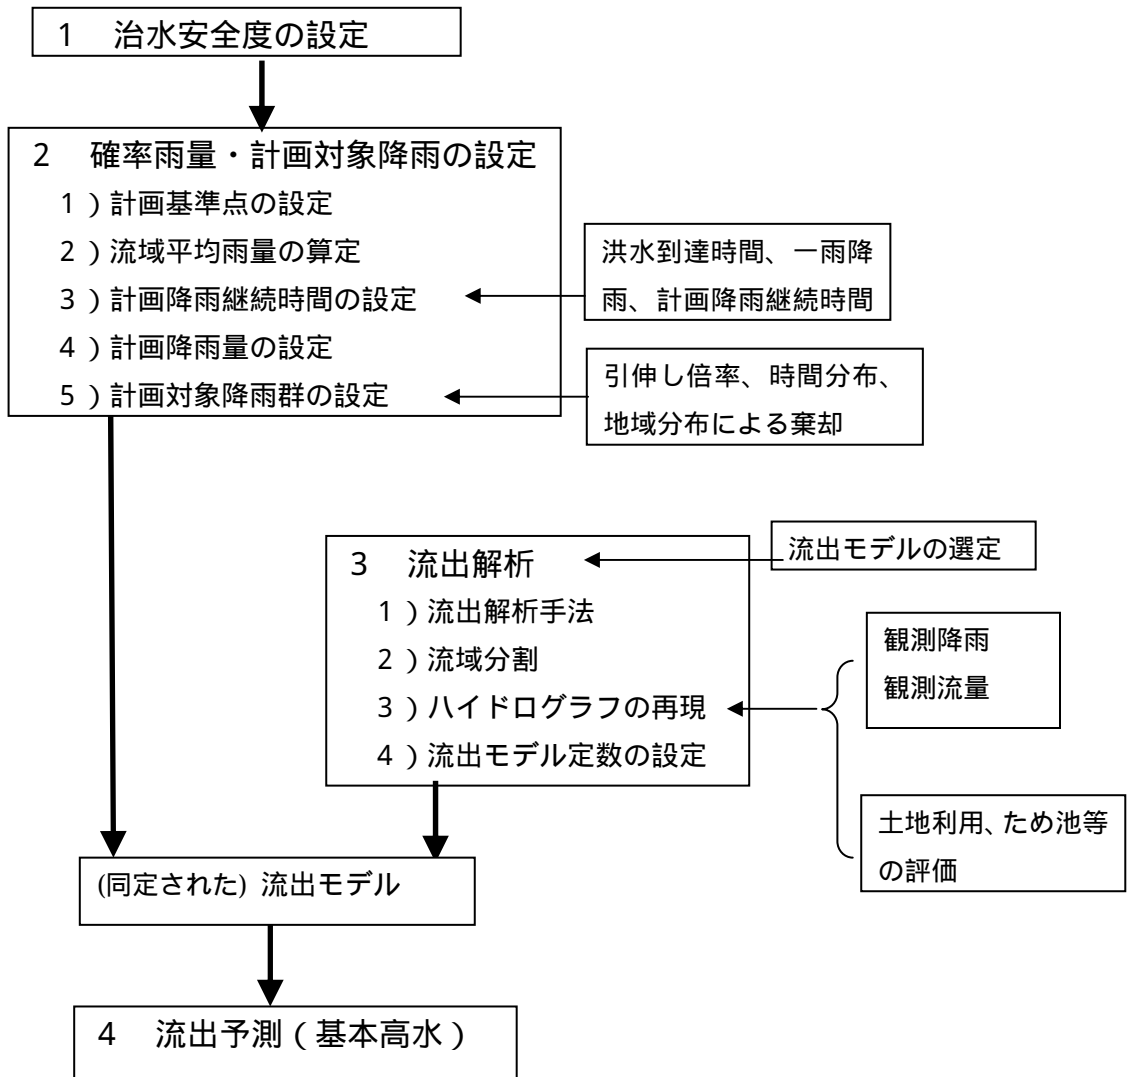 1 治水安全度の設定
2 確率雨量・計画対象降雨の設定
1）計画基準点の設定
2）流域平均雨量の算定
3）計画降雨継続時間の設定
4）計画降雨量の設定
5）計画対象降雨群の設定
洪水到達時間、一雨降
雨、計画降雨継続時間
引伸し倍率、時間分布、
地域分布による棄却
3 流出解析
1）流出解析手法
2）流域分割
3）ハイドログラフの再現
4）流出モデル定数の設定
流出モデルの選定
観測降雨
観測流量
土地利用、ため池等
の評価
(同定された) 流出モデル
4 流出予測（基本高水）